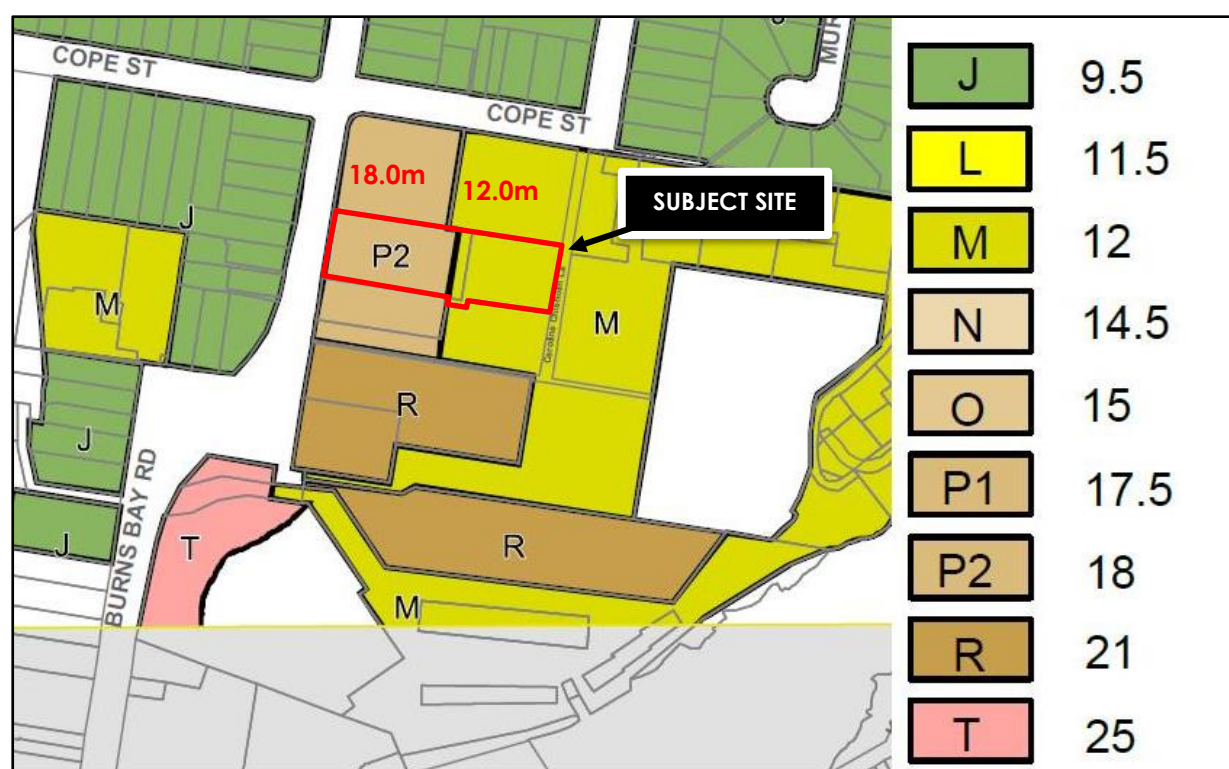 COPE ST
COPE ST
MUR
J
18.0m
12.0m
SUBJECT SITE
J
P2
M
M
R
J
BURNS BAY RD
J
T
R
M
J 9.5
L 11.5
M 12
N 14.5
O 15
P1 17.5
P2 18
R 21
T 25